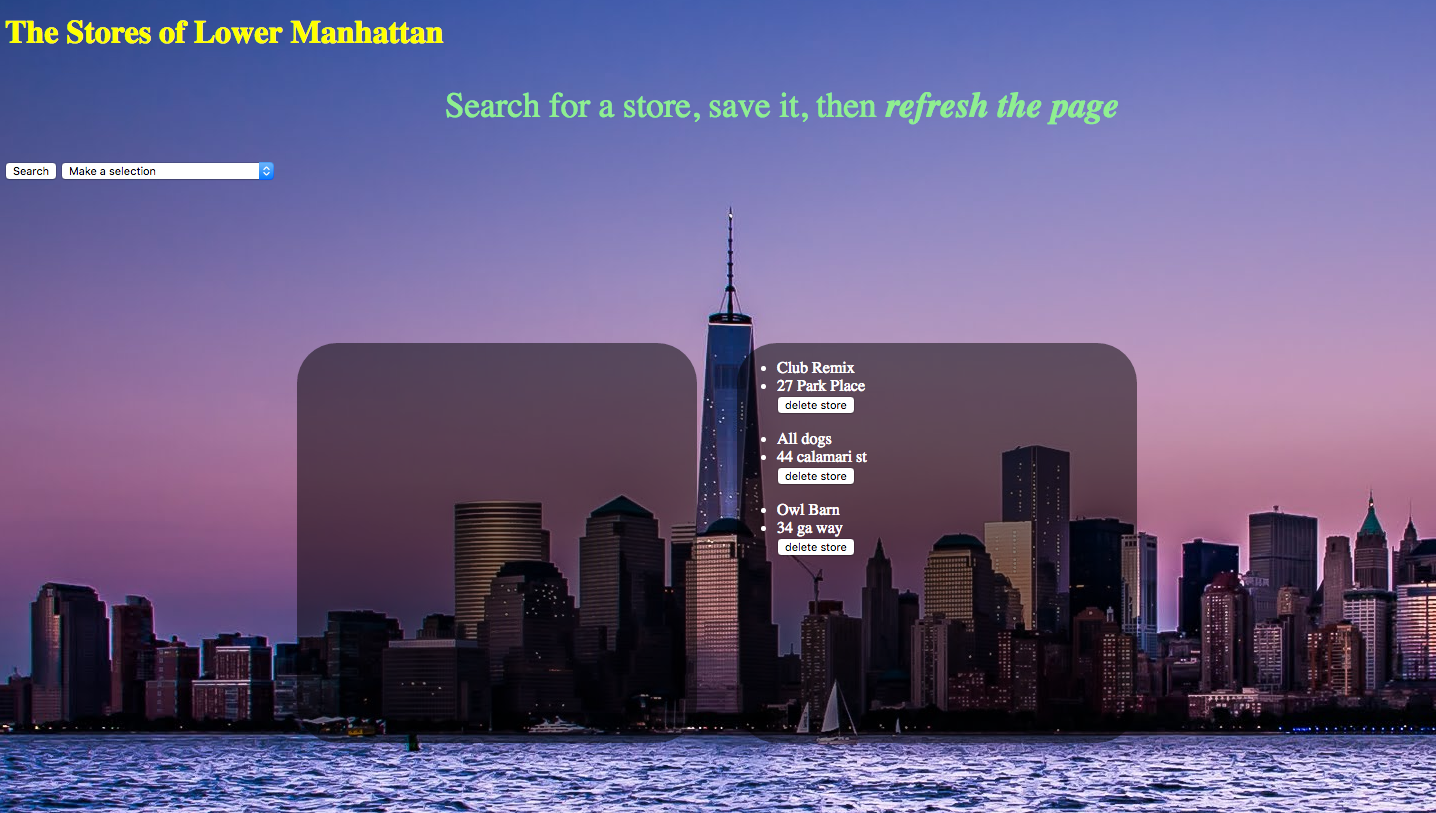 The Stores of Lower Manhattan
Search for a store, save it, then refresh the page
Search Make a selection
Club Remix
27 Park Place
delete store
All dogs
44 calamari st
delete store
Owl Barn
34 ga way
delete store